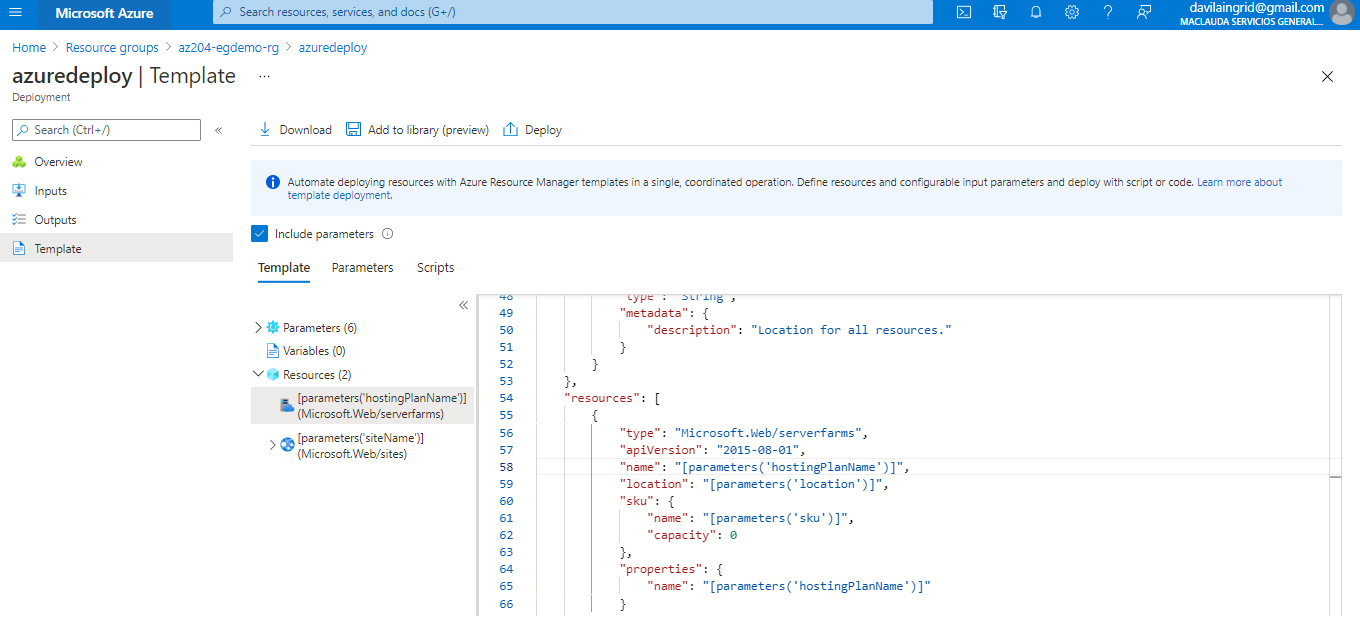 Microsoft Azure
Search resources, services, and docs (G+/)
davilaingrid@gmail.com
MACLAUDA SERVICIOS GENERAL...
Home > Resource groups > az204-egdemo-rg > azuredeploy
azuredeploy | Template ...
Deployment
Search (Ctrl+/)
«
Overview
Inputs
Outputs
Template
Download
Add to library (preview)
Deploy
Automate deploying resources with Azure Resource Manager templates in a single, coordinated operation. Define resources and configurable input parameters and deploy with script or code. Learn more about
template deployment.
Include parameters
Template Parameters Scripts
«
Parameters (6)
Variables (0)
Resources (2)
[parameters('hostingPlanName')]
(Microsoft.Web/serverfarms)
[parameters('siteName')]
(Microsoft.Web/sites)
48 "type": "String",
49 "metadata": {
50 "description": "Location for all resources."
51 }
52 }
53 },
54 "resources": [
55 {
56 "type": "Microsoft.Web/serverfarms",
57 "apiVersion": "2015-08-01",
58 "name": "[parameters('hostingPlanName')]",
59 "location": "[parameters('location')]",
60 "sku": {
61 "name": "[parameters('sku')]",
62 "capacity": 0
63 },
64 "properties": {
65 "name": "[parameters('hostingPlanName')]"
66 }